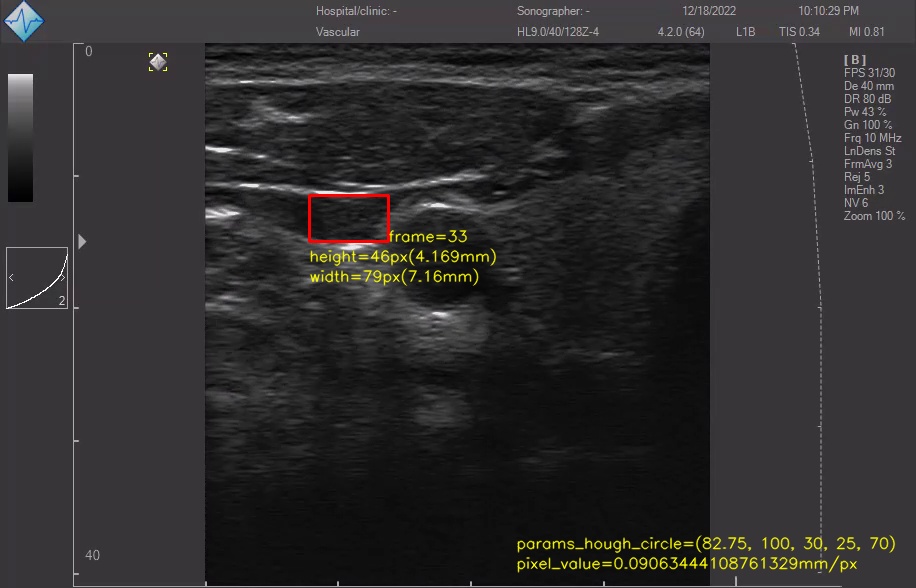 Hospital/clinic: - Sonographer: - 12/18/2022 10:10:29 PM
Vascular HL9.0/40/128Z-4 4.2.0 (64) L1B TIS 0.34 MI 0.81
0
[ B ]
FPS 31/30
De 40 mm
DR 80 dB
Pw 43 %
Gn 100 %
Frq 10 MHz
LnDens St
FrmAvg 3
Rej 5
ImEnh 3
NV 6
Zoom 100 %
frame=33
height=46px(4.169mm)
width=79px(7.16mm)
2
params_hough_circle=(82.75, 100, 30, 25, 70)
40
pixel_value=0.09063444108761329mm/px